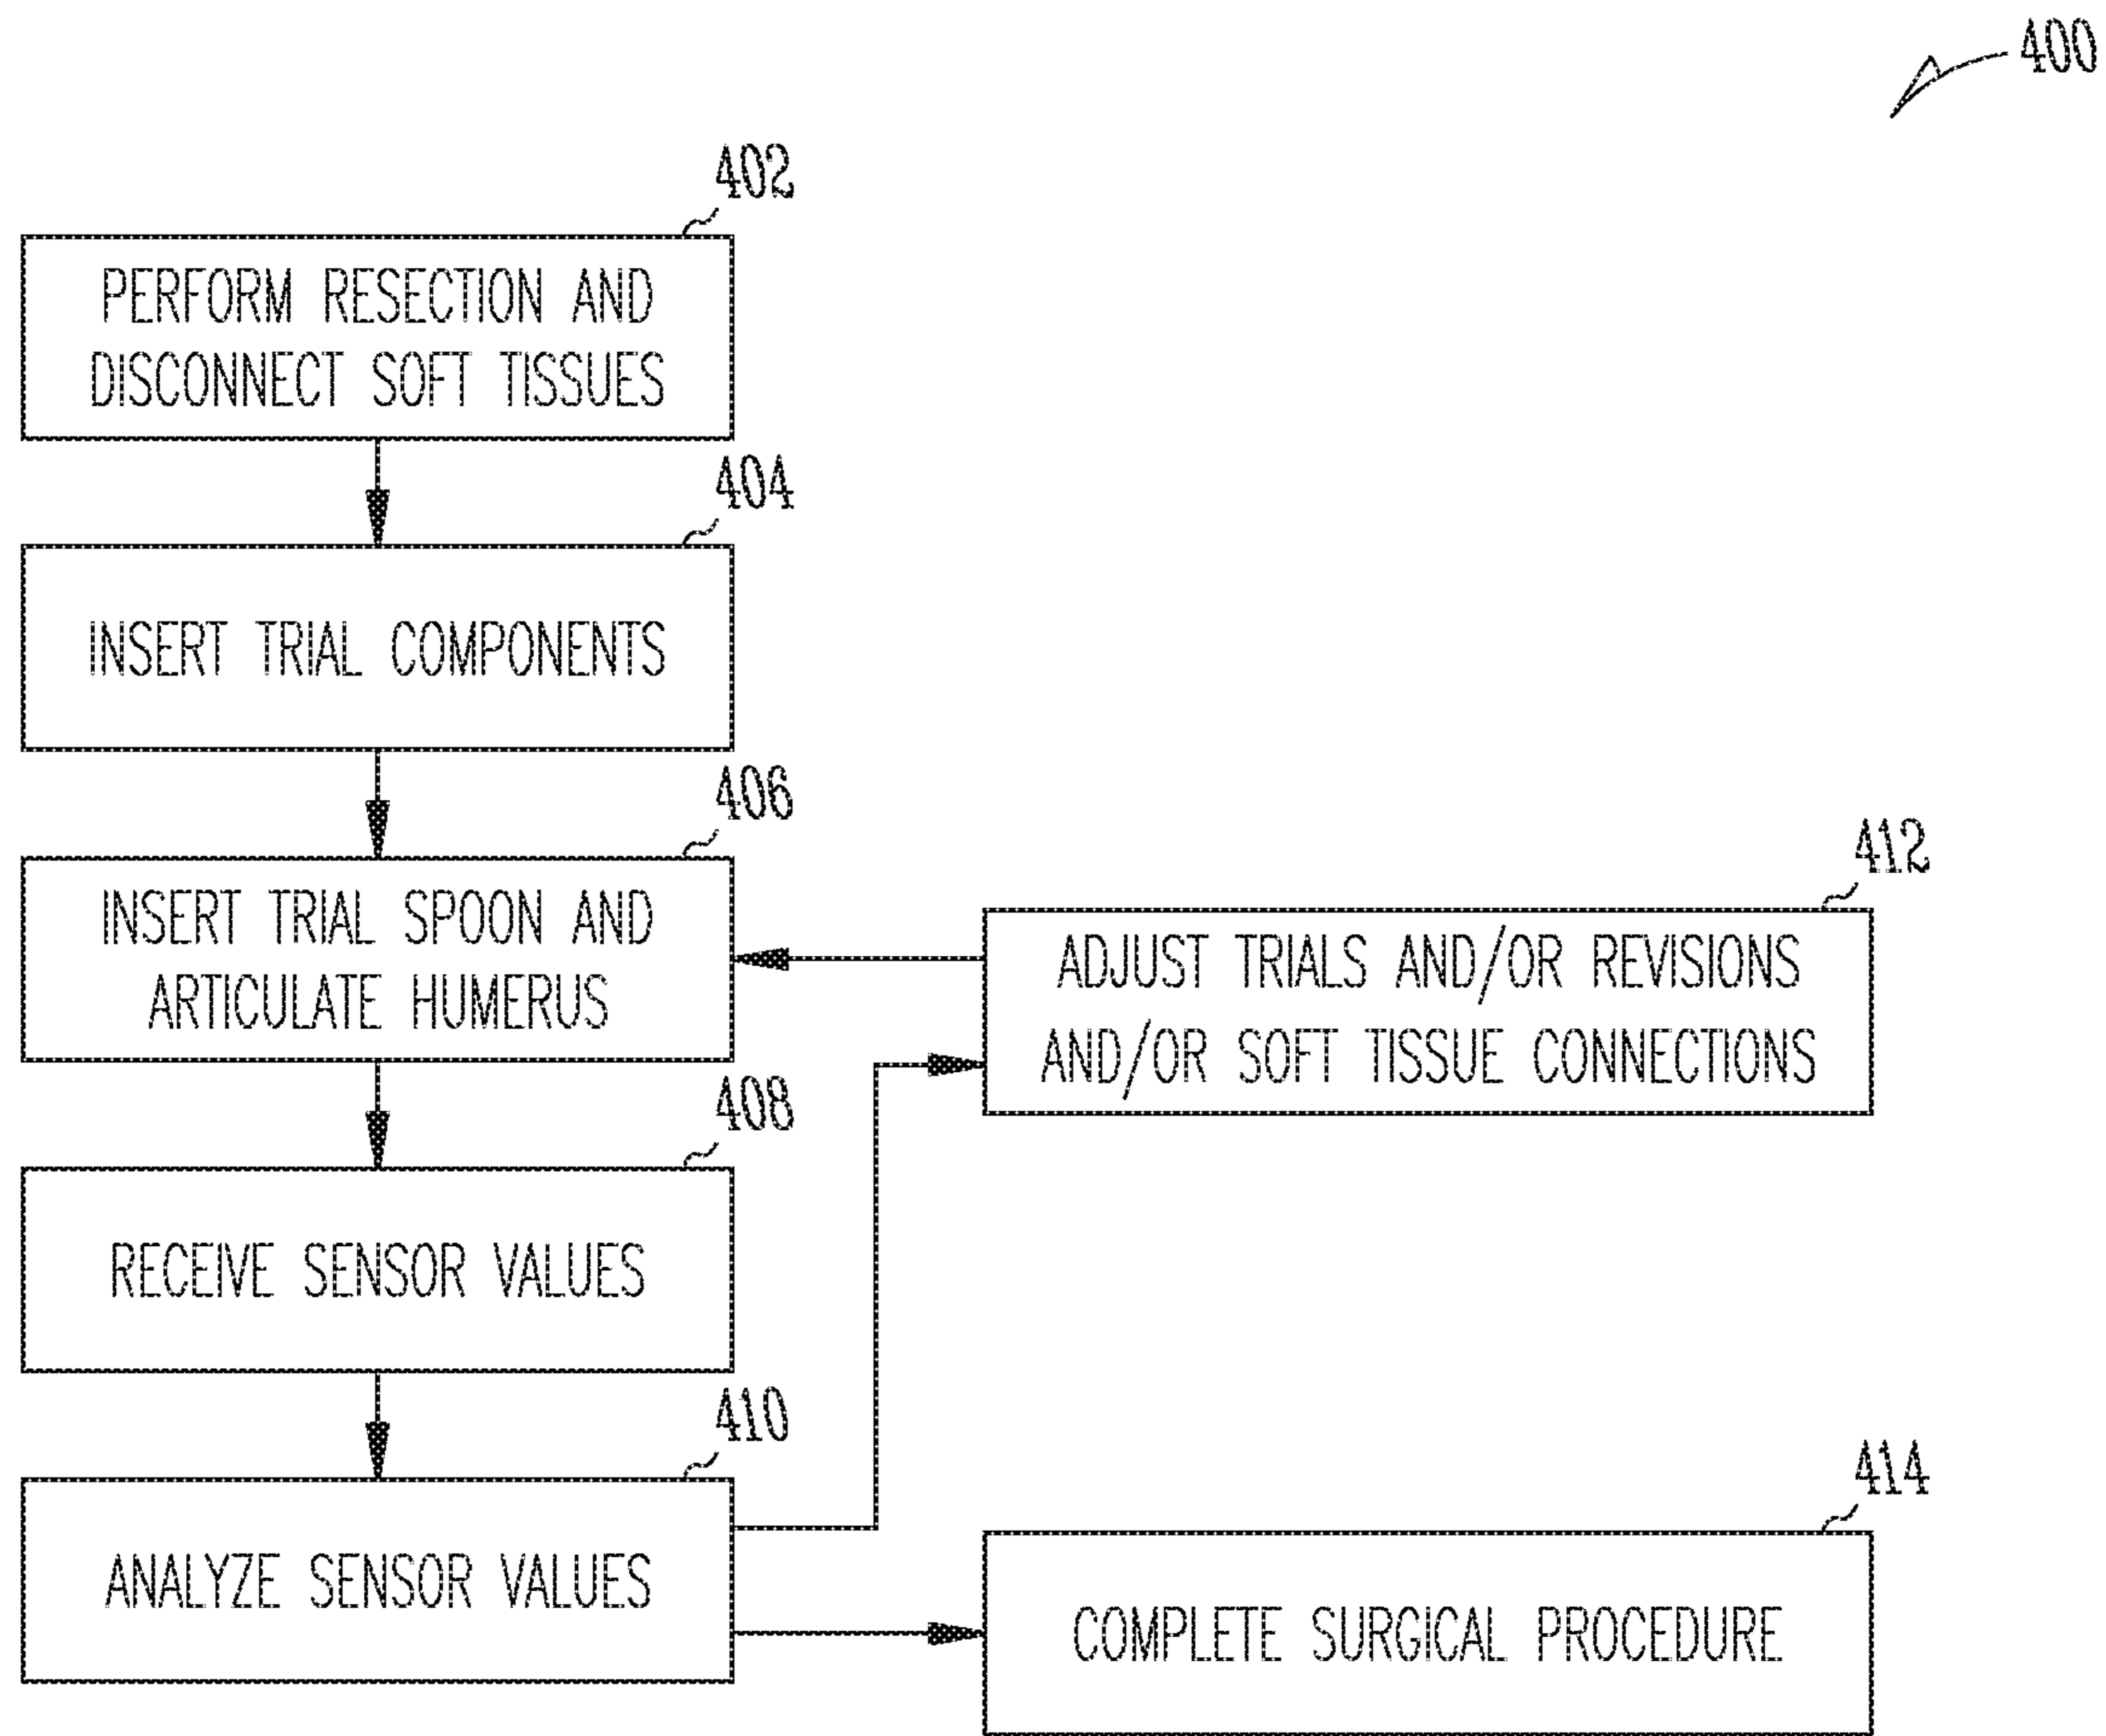 400
402
PERFORM RESECTION AND
DISCONNECT SOFT TISSUES
404
INSERT TRIAL COMPONENTS
406
INSERT TRIAL SPOON AND
ARTICULATE HUMERUS
412
ADJUST TRIALS AND/OR REVISIONS
AND/OR SOFT TISSUE CONNECTIONS
408
RECEIVE SENSOR VALUES
410
ANALYZE SENSOR VALUES
414
COMPLETE SURGICAL PROCEDURE